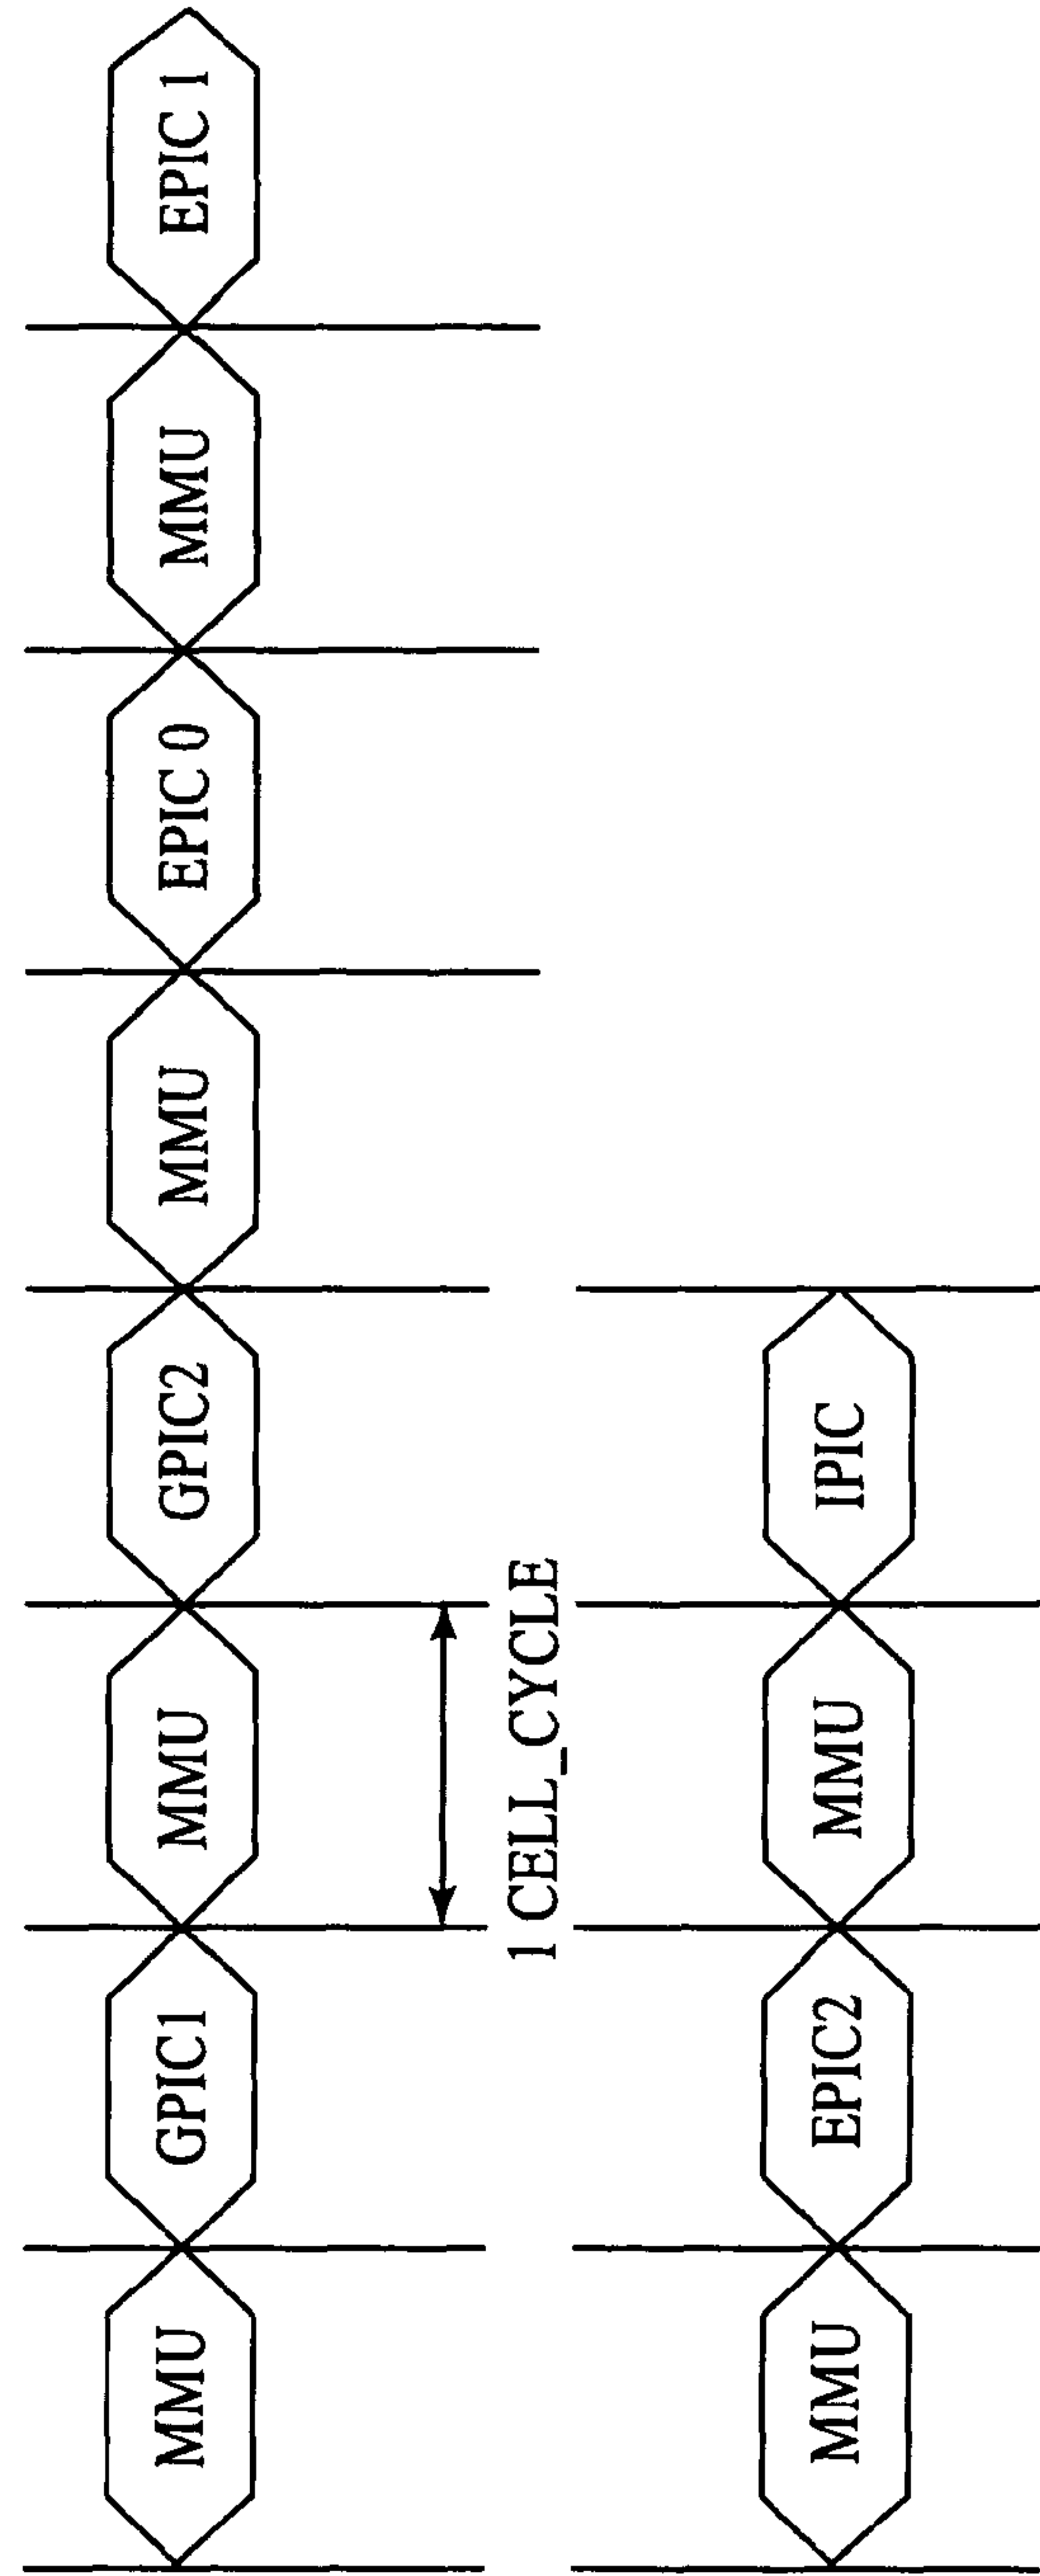 MMU
GPIC1
MMU
GPIC2
MMU
EPIC 0
MMU
EPIC 1
1 CELL_CYCLE
MMU
EPIC2
MMU
IPIC